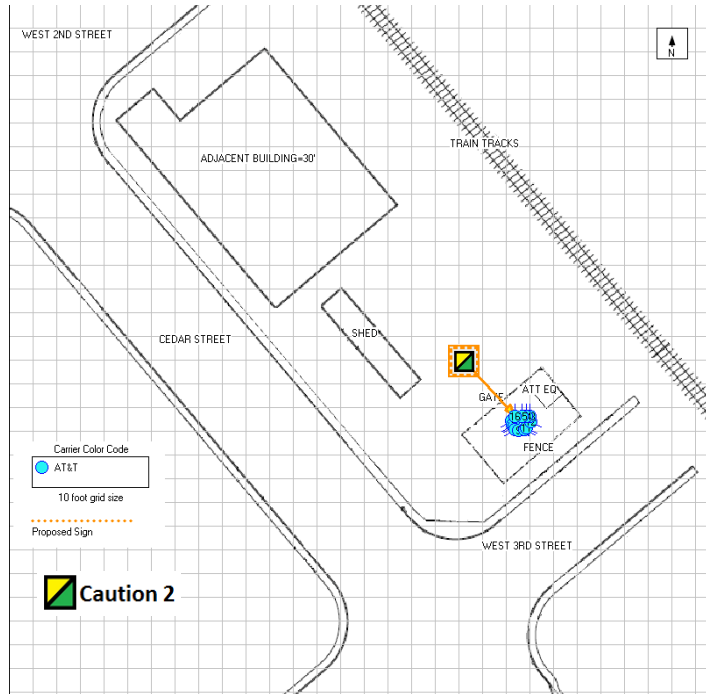 WEST 2ND STREET
N
TRAIN TRACKS
ADJACENT BUILDING=30'
CEDAR STREET
SHED
ATT EQ
GATE
FENCE
Carrier Color Code
AT&T
10 foot grid size
Proposed Sign
WEST 3RD STREET
Caution 2